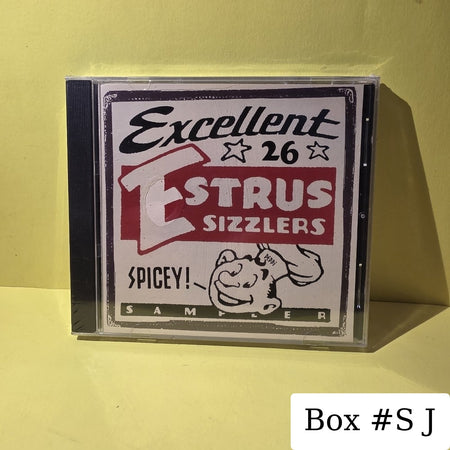 Excellent
☆ 26 ☆
ESTRUS
SIZZLERS
SPICEY!
SAMPLER
Box #S J